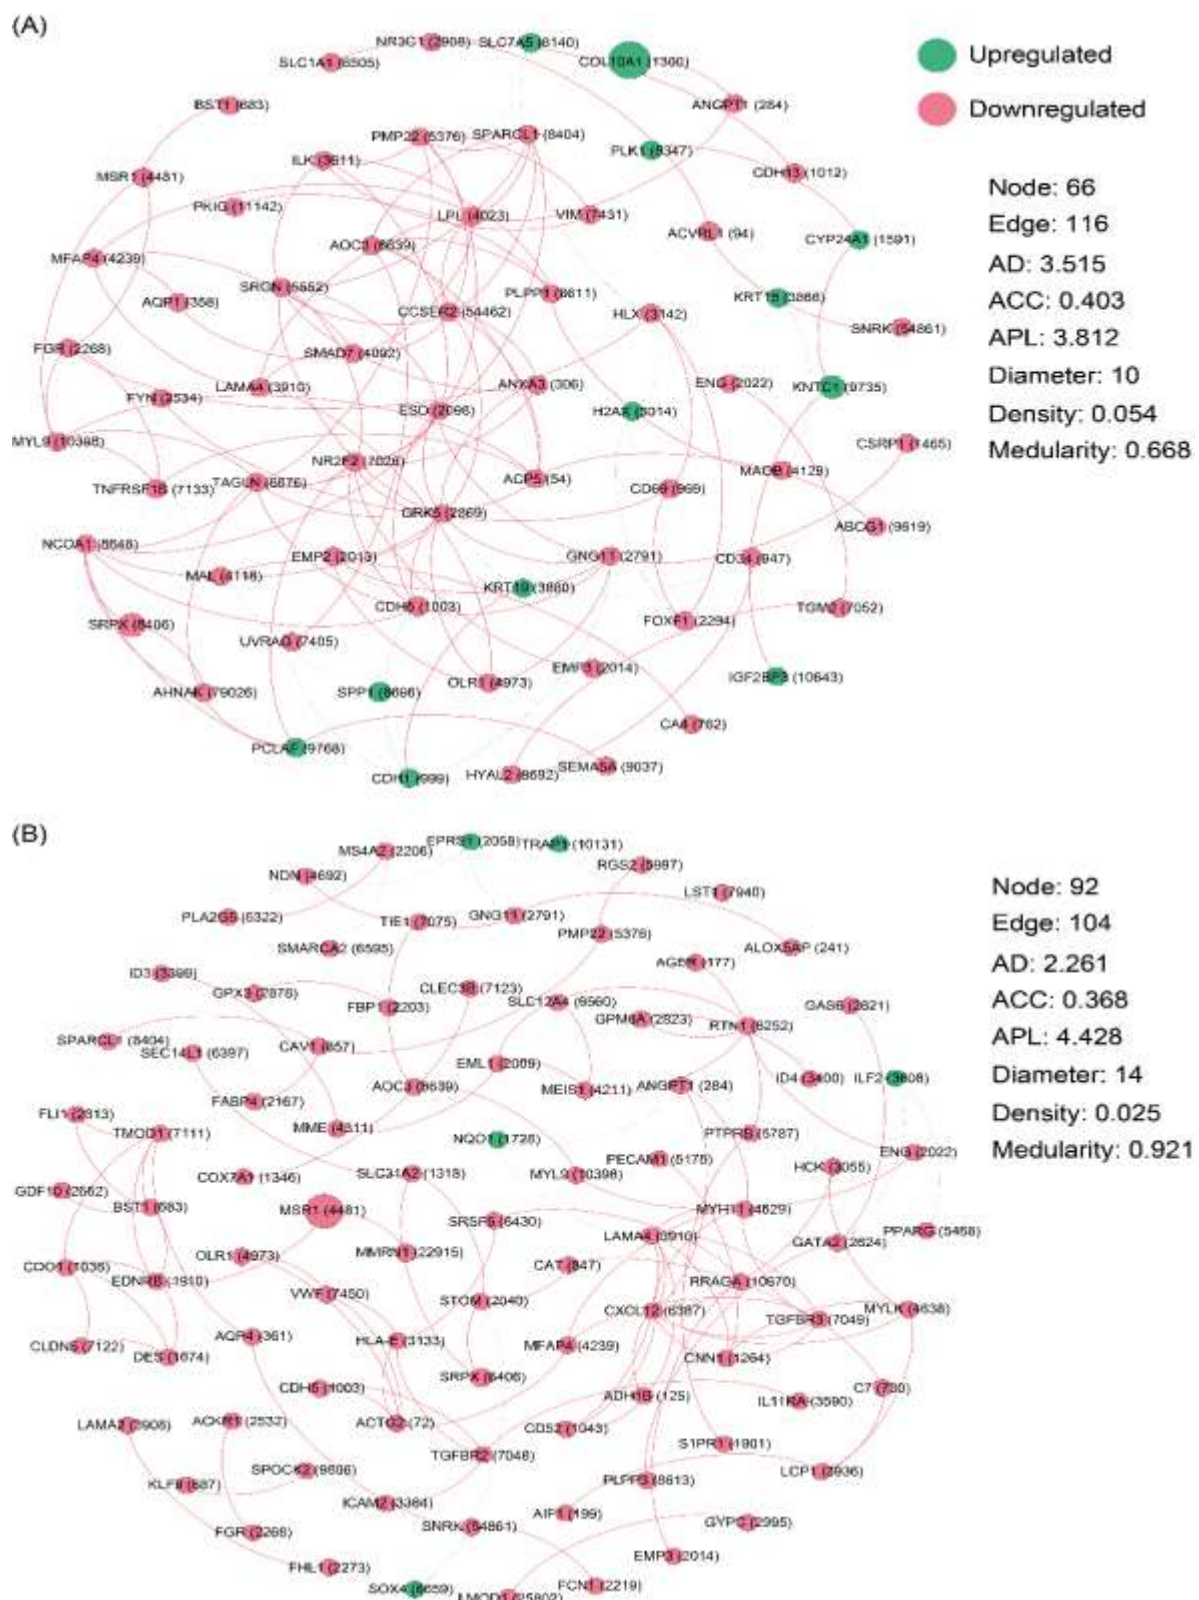 (A)
NR3C1 (2908)
SLC7A5 (8140)
SLC1A1 (6505)
COL10A1 (1300)
Upregulated
BST1 (683)
ANGPT1 (284)
Downregulated
PMP22 (5376)
SPARCL1 (8404)
PLK1 (5347)
ILK (3611)
CDH13 (1012)
MSR1 (4481)
Node: 66
PKIG (11142)
LPL (4023)
VIM (7431)
ACVRL1 (94)
CYP24A1 (1591)
Edge: 116
MFAP4 (4239)
AOC3 (8639)
AD: 3.515
SRGN (5552)
PLPP3 (8611)
KRT15 (3866)
AQP1 (358)
CCSER2 (54462)
HLX (3142)
SNRK (54861)
ACC: 0.403
FGR (2268)
SMAD7 (4092)
APL: 3.812
FYN (2534)
LAMA4 (3910)
ANXA3 (306)
ENG (2022)
KNTC1 (9735)
Diameter: 10
ESD (2098)
H2AX (3014)
Density: 0.054
MYL9 (10398)
CSRP1 (1465)
Medularity: 0.668
NR2F2 (7026)
TNFRSF1B (7133)
TAGLN (6876)
ACP5 (54)
CD69 (969)
MAOB (4129)
GRK5 (2869)
ABCG1 (9619)
NCOA1 (8648)
EMP2 (2013)
GNG11 (2791)
CD34 (947)
MAL (4118)
KRT19 (3880)
CDH5 (1003)
TGM2 (7052)
SRPX (8406)
FOXF1 (2294)
UVRAG (7405)
EMP3 (2014)
IGF2BP3 (10643)
AHNAK (79026)
SPP1 (6696)
OLR1 (4973)
CA4 (762)
PCLAF (9768)
CDH1 (999)
HYAL2 (8692)
SEMA5A (9037)
(B)
MS4A2 (2206)
EPRS1 (2058)
TRAP1 (10131)
NDN (4692)
RGS2 (5997)
LST1 (7940)
Node: 92
PLA2G5 (5322)
TIE1 (7075)
GNG11 (2791)
PMP22 (5376)
Edge: 104
SMARCA2 (6595)
ALOX5AP (241)
AD: 2.261
ID3 (3399)
AGER (177)
GPX3 (2878)
CLEC3B (7123)
SLC12A4 (6560)
ACC: 0.368
FBP1 (2203)
GPM6A (2823)
RTN1 (6252)
GAS6 (2621)
APL: 4.428
SPARCL1 (8404)
SEC14L1 (6397)
CAV1 (857)
EML1 (2009)
Diameter: 14
AOC3 (8639)
MEIS1 (4211)
ANGPT1 (284)
ID4 (3400)
ILF2 (3608)
FABP4 (2167)
Density: 0.025
FLI1 (2313)
MME (4311)
TMOD1 (7111)
NQO1 (1728)
PTPRB (5787)
Medularity: 0.921
COX7A1 (1346)
SLC31A2 (1318)
PECAM1 (5175)
HCK (3055)
ENG (2022)
GDF10 (2662)
BST1 (683)
MYL9 (10398)
MSR1 (4481)
SRSF5 (6430)
MYH11 (4629)
PPARG (5468)
OLR1 (4973)
MMRN1 (22915)
LAMA4 (3910)
GATA2 (2624)
CDO1 (1036)
EDNRB (1910)
CAT (847)
RRAGA (10670)
VWF (7450)
STOM (2040)
CXCL12 (6387)
TGFBR3 (7049)
MYLK (4638)
CLDN5 (7122)
AQP4 (361)
HLA-E (3133)
MFAP4 (4239)
DES (1674)
CNN1 (1264)
SRPX (8406)
CDH5 (1003)
ADH1B (125)
IL11RA (3590)
C7 (730)
LAMA2 (3908)
ACKR1 (2532)
ACTG2 (72)
CD52 (1043)
TGFBR2 (7048)
S1PR1 (1901)
SPOCK2 (9806)
LCP1 (3936)
KLF9 (687)
PLPP3 (8613)
ICAM2 (3384)
AIF1 (199)
FGR (2268)
SNRK (54861)
GYPC (2995)
EMP3 (2014)
FHL1 (2273)
SOX4 (6659)
FCN1 (2219)
LMOD1 (25802)